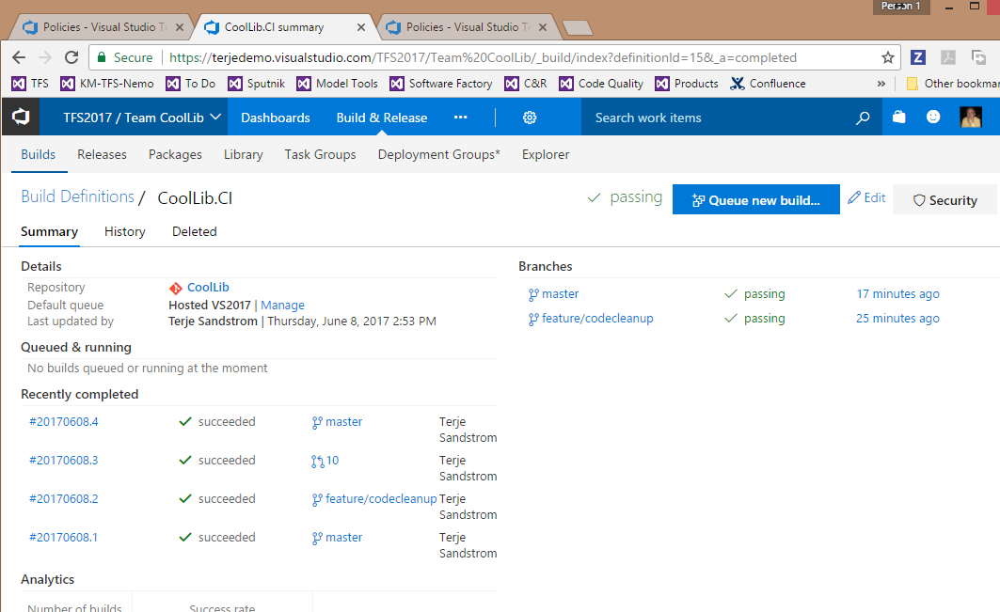 Person 1
Policies - Visual Studio Te
CoolLib.CI summary
Policies - Visual Studio Te
Secure
https://terjedemo.visualstudio.com/TFS2017/Team%20CoolLib/_build/index?definitionId=15&_a=completed
Z
TFS KM-TFS-Nemo To Do Sputnik Model Tools Software Factory C&R Code Quality Products Confluence » Other bookmar
TFS2017 / Team CoolLib Dashboards Build & Release ··· Search work items
Builds Releases Packages Library Task Groups Deployment Groups* Explorer
Build Definitions / CoolLib.CI passing Queue new build... Edit Security
Summary History Deleted
Details
Repository CoolLib
Default queue Hosted VS2017 | Manage
Last updated by Terje Sandstrom | Thursday, June 8, 2017 2:53 PM
Queued & running
No builds queued or running at the moment
Recently completed
#20170608.4 succeeded master Terje
Sandstrom
#20170608.3 succeeded 10 Terje
Sandstrom
#20170608.2 succeeded feature/codecleanup Terje
Sandstrom
#20170608.1 succeeded master Terje
Sandstrom
Analytics
Number of builds Success rate
Branches
master passing 17 minutes ago
feature/codecleanup passing 25 minutes ago